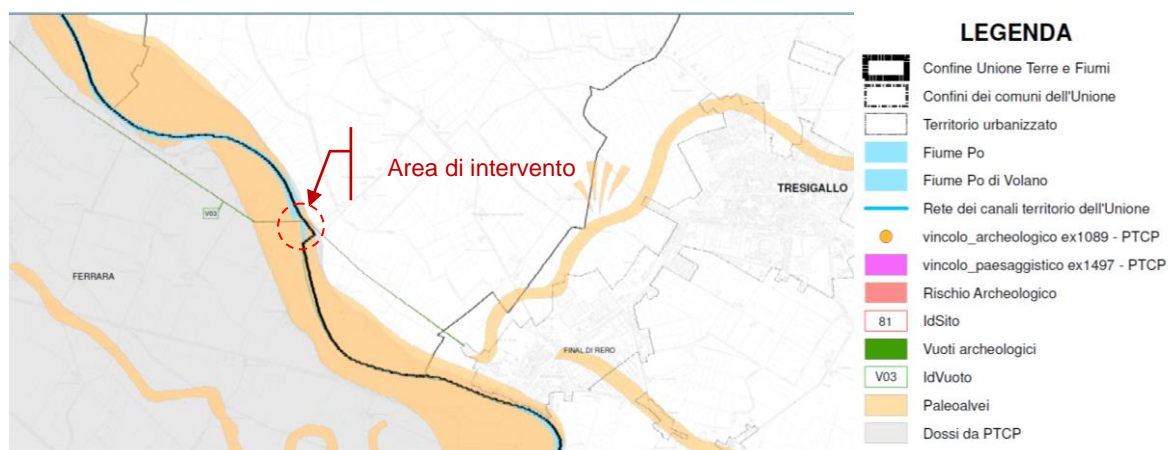 Area di intervento
TRESIGALLO
V03
FERRARA
FINAL DI RERO
LEGENDA
Confine Unione Terre e Fiumi
Confini dei comuni dell'Unione
Territorio urbanizzato
Fiume Po
Fiume Po di Volano
Rete dei canali territorio dell'Unione
vincolo_archeologico ex1089 - PTCP
vincolo_paesaggistico ex1497 - PTCP
Rischio Archeologico
81 IdSito
Vuoti archeologici
V03 IdVuoto
Paleoalvei
Dossi da PTCP